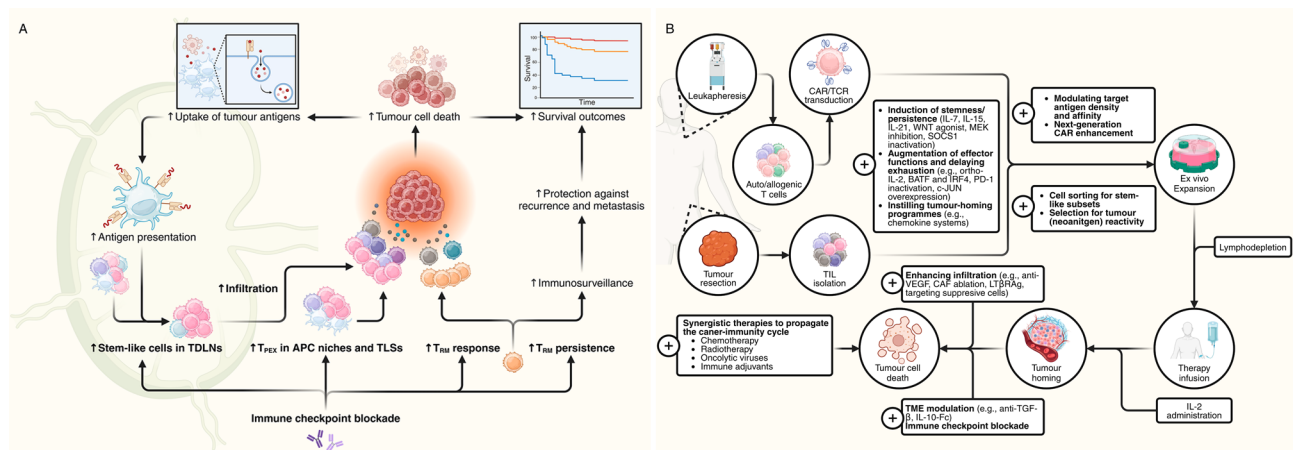 A
100
80
60
40
20
0
Survival
Time
↑Uptake of tumour antigens
↑Tumour cell death
↑Survival outcomes
↑Antigen presentation
↑Protection against
recurrence and metastasis
↑Infiltration
↑Immunosurveillance
↑Stem-like cells in TDLNs
↑TPEX in APC niches and TLSs
↑TRM response
↑TRM persistence
Immune checkpoint blockade
B
Leukapheresis
CAR/TCR
transduction
Auto/allogenic
T cells
+
• Induction of stemness/
persistence (IL-7, IL-15,
IL-21, WNT agonist, MEK
inhibition, SOCS1
inactivation)
• Augmentation of effector
functions and delaying
exhaustion (e.g., ortho-
IL-2, BATF and IRF4, PD-1
inactivation, c-JUN
overexpression)
• Instilling tumour-homing
programmes (e.g.,
chemokine systems)
+
• Modulating target
antigen density
and affinity
• Next-generation
CAR enhancement
Ex vivo
Expansion
+
• Cell sorting for stem-
like subsets
• Selection for tumour
(neoanitgen) reactivity
Tumour
resection
TIL
isolation
Lymphodepletion
+
Enhancing infiltration (e.g., anti-
VEGF, CAF ablation, LTβRAg,
targeting suppresive cells)
+
Synergistic therapies to propagate
the caner-immunity cycle
• Chemotherapy
• Radiotherapy
• Oncolytic viruses
• Immune adjuvants
Tumour cell
death
Tumour
homing
Therapy
infusion
+
TME modulation (e.g., anti-TGF-
β, IL-10-Fc)
Immune checkpoint blockade
IL-2
administration